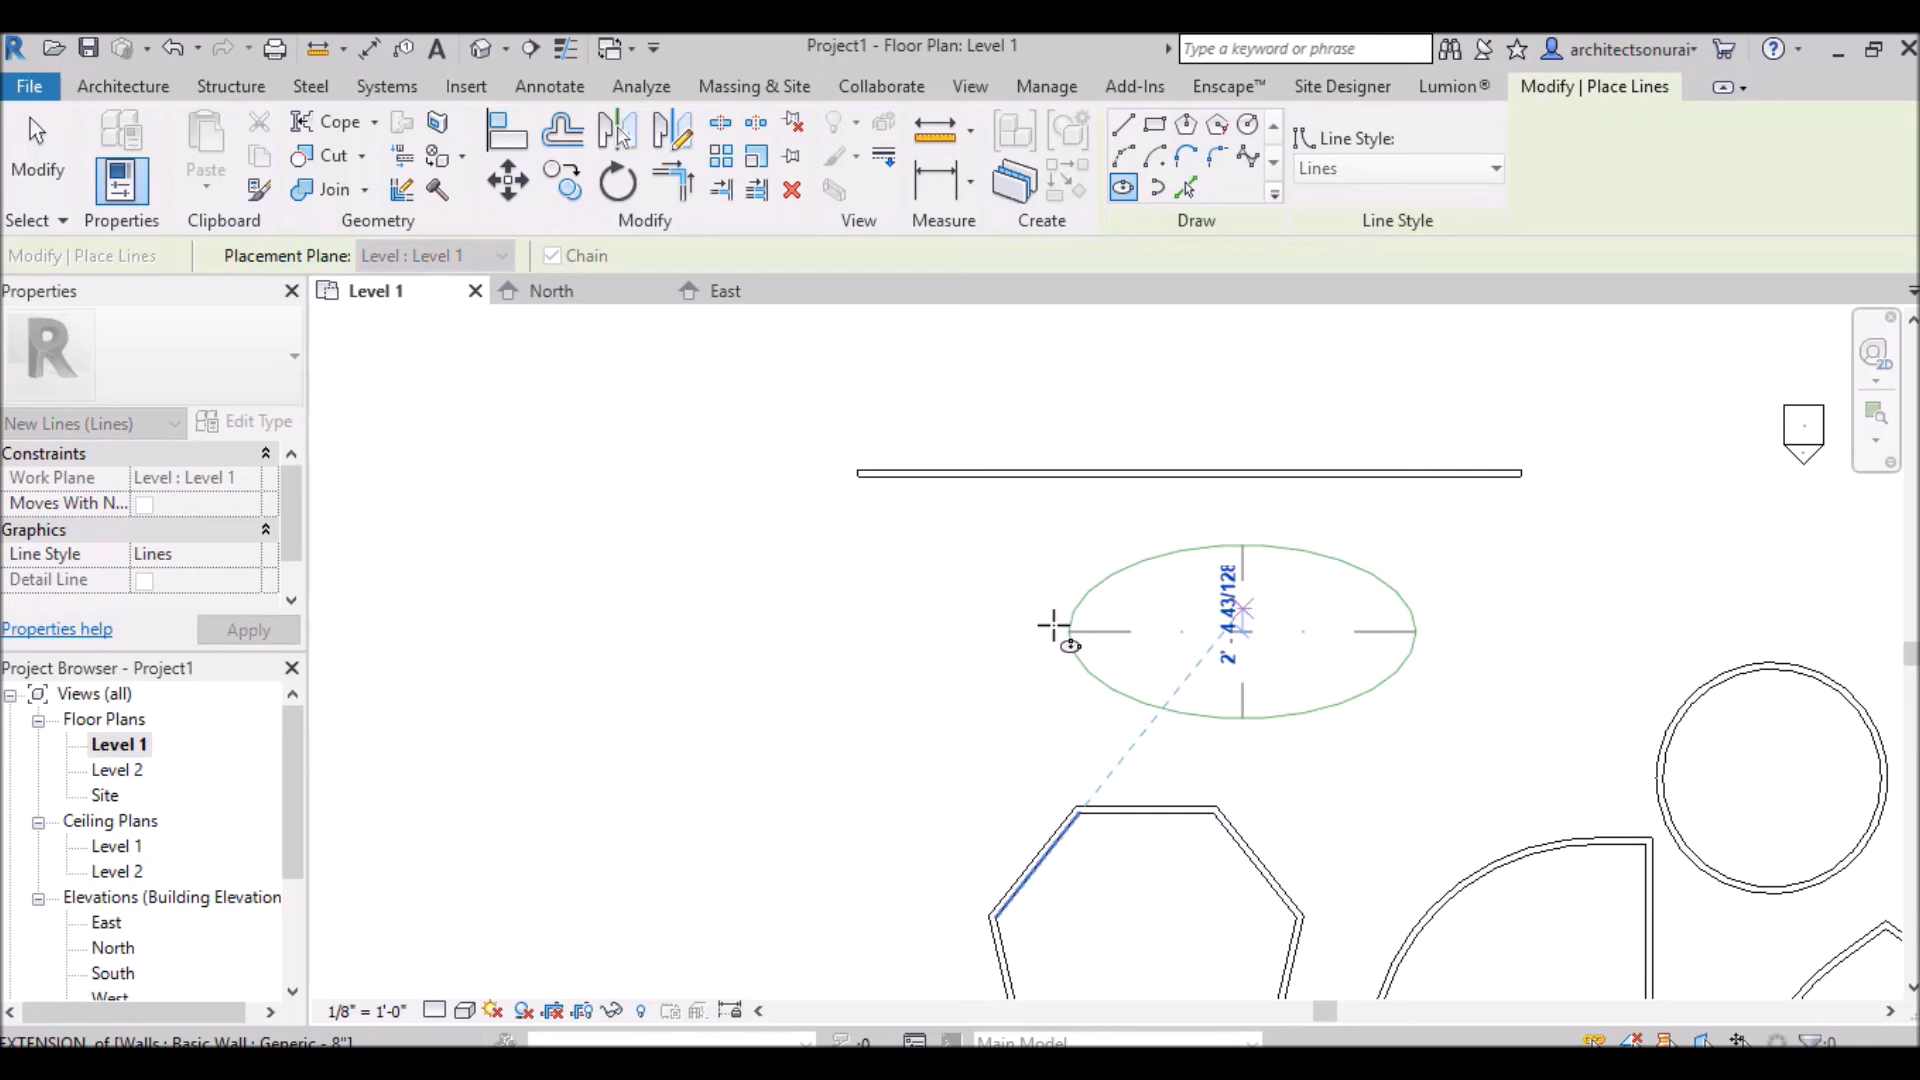 Project1 - Floor Plan: Level 1
Type a keyword or phrase
architectsonurai
File Architecture Structure Steel Systems Insert Annotate Analyze Massing & Site Collaborate View Manage Add-Ins Enscape™ Site Designer Lumion® Modify | Place Lines
Modify
Paste
Cope
Cut
Join
Line Style:
Lines
Select Properties Clipboard Geometry Modify View Measure Create Draw Line Style
Modify | Place Lines Placement Plane: Level : Level 1 Chain
Properties
Level 1 North East
2D
R
New Lines (Lines) Edit Type
Constraints
Work Plane Level : Level 1
Moves With N...
Graphics
Line Style Lines
Detail Line
Properties help Apply
2' - 4 43/128
Project Browser - Project1
Views (all)
Floor Plans
Level 1
Level 2
Site
Ceiling Plans
Level 1
Level 2
Elevations (Building Elevation
East
North
South
West
1/8" = 1'-0"
EXTENSION of [Walls : Basic Wall : Generic - 8"]
:0
Main Model
:0